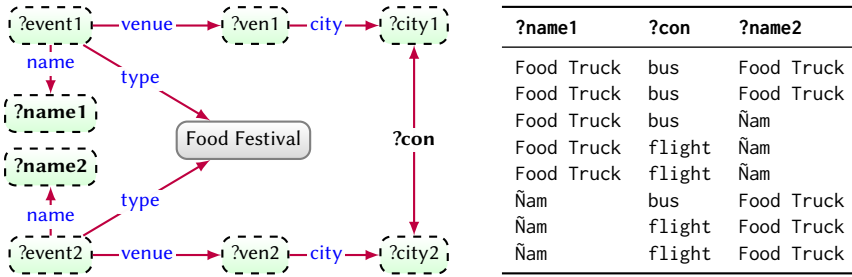 ?event1 venue ?ven1 city ?city1
name
type
?name1
Food Festival
?con
?name2
type
name
?event2 venue ?ven2 city ?city2
?name1 ?con ?name2
Food Truck bus Food Truck
Food Truck bus Food Truck
Food Truck bus Ñam
Food Truck flight Ñam
Food Truck flight Ñam
Ñam bus Food Truck
Ñam flight Food Truck
Ñam flight Food Truck